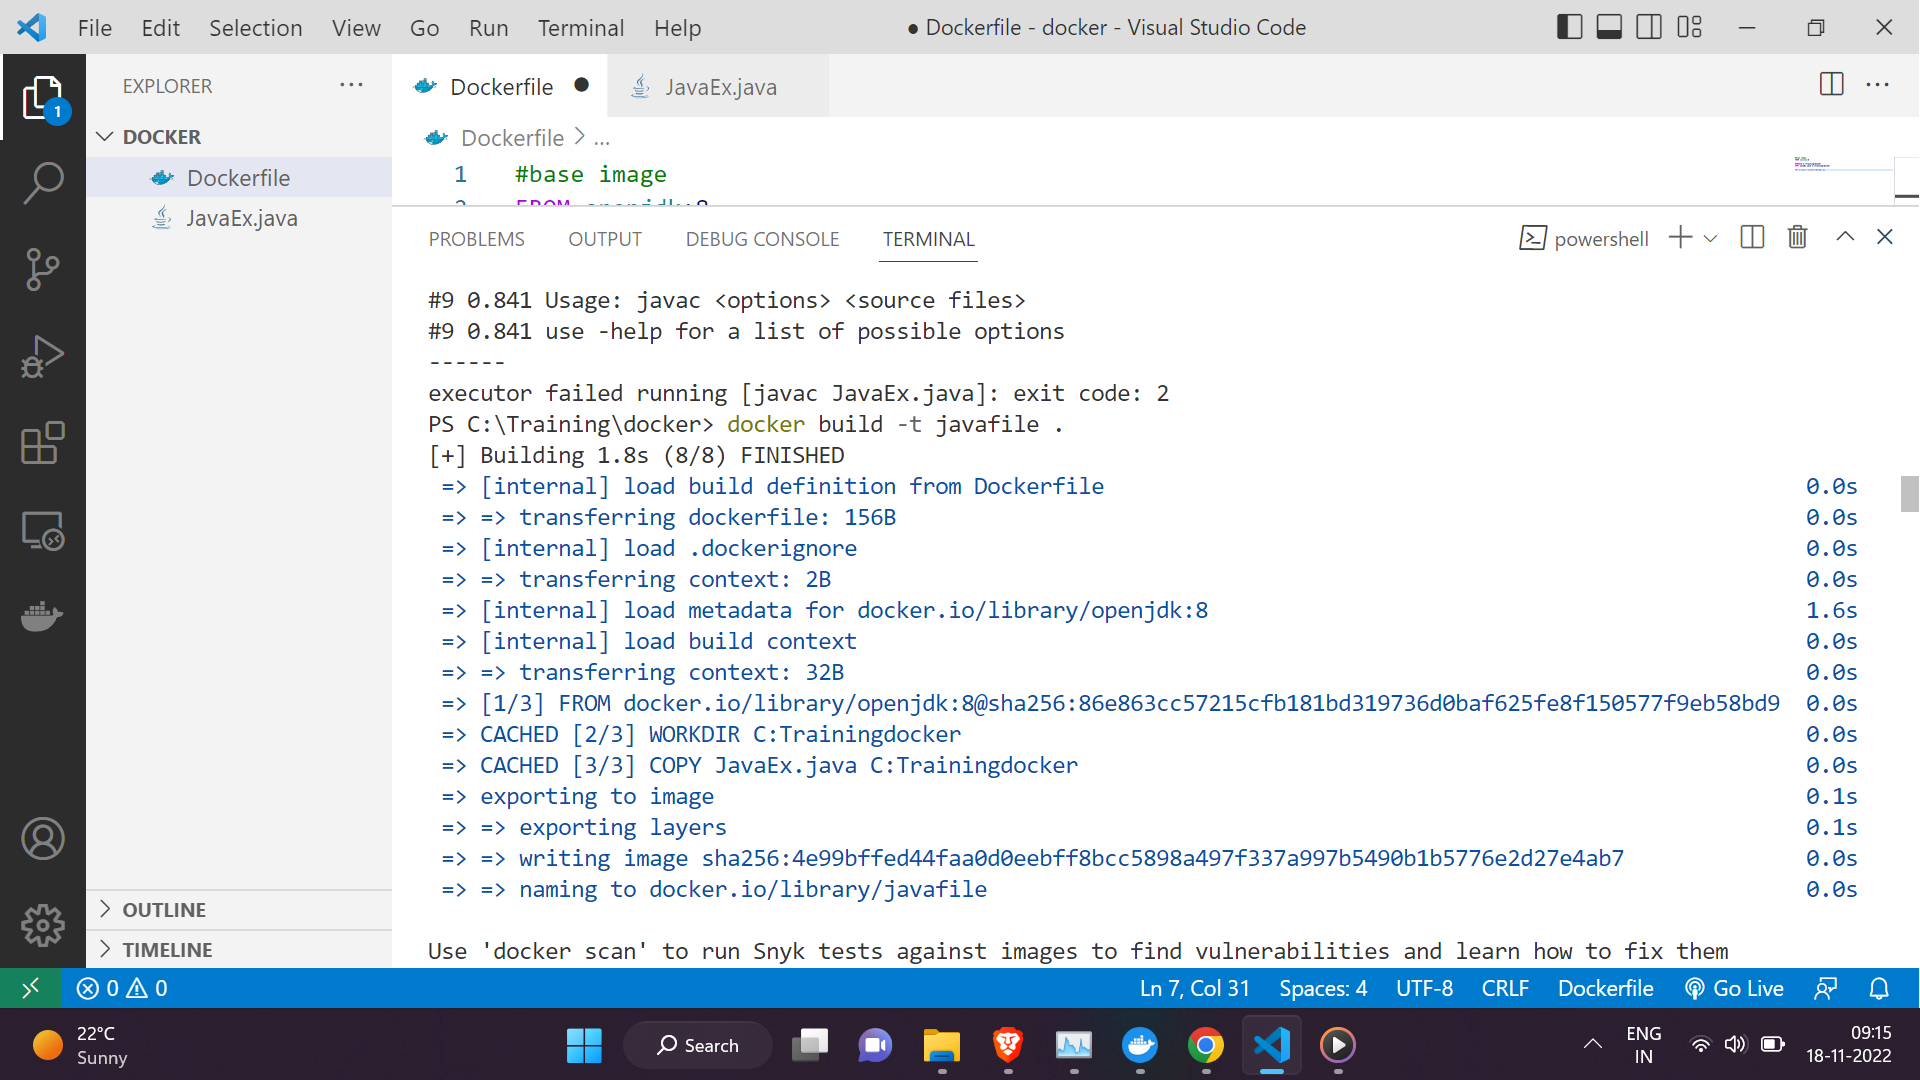 File Edit Selection View Go Run Terminal Help
● Dockerfile - docker - Visual Studio Code
EXPLORER
1
DOCKER
Dockerfile
JavaEx.java
OUTLINE
TIMELINE
Dockerfile ●
JavaEx.java
Dockerfile > ...
1 #base image
2 FROM openjdk:8
PROBLEMS OUTPUT DEBUG CONSOLE TERMINAL
powershell
#9 0.841 Usage: javac <options> <source files>
#9 0.841 use -help for a list of possible options
------
executor failed running [javac JavaEx.java]: exit code: 2
PS C:\Training\docker> docker build -t javafile .
[+] Building 1.8s (8/8) FINISHED
=> [internal] load build definition from Dockerfile 0.0s
=> => transferring dockerfile: 156B 0.0s
=> [internal] load .dockerignore 0.0s
=> => transferring context: 2B 0.0s
=> [internal] load metadata for docker.io/library/openjdk:8 1.6s
=> [internal] load build context 0.0s
=> => transferring context: 32B 0.0s
=> [1/3] FROM docker.io/library/openjdk:8@sha256:86e863cc57215cfb181bd319736d0baf625fe8f150577f9eb58bd9 0.0s
=> CACHED [2/3] WORKDIR C:Trainingdocker 0.0s
=> CACHED [3/3] COPY JavaEx.java C:Trainingdocker 0.0s
=> exporting to image 0.1s
=> => exporting layers 0.1s
=> => writing image sha256:4e99bffed44faa0d0eebff8bcc5898a497f337a997b5490b1b5776e2d27e4ab7 0.0s
=> => naming to docker.io/library/javafile 0.0s
Use 'docker scan' to run Snyk tests against images to find vulnerabilities and learn how to fix them
0 0
Ln 7, Col 31 Spaces: 4 UTF-8 CRLF Dockerfile Go Live
22°C
Sunny
Search
ENG
IN
09:15
18-11-2022